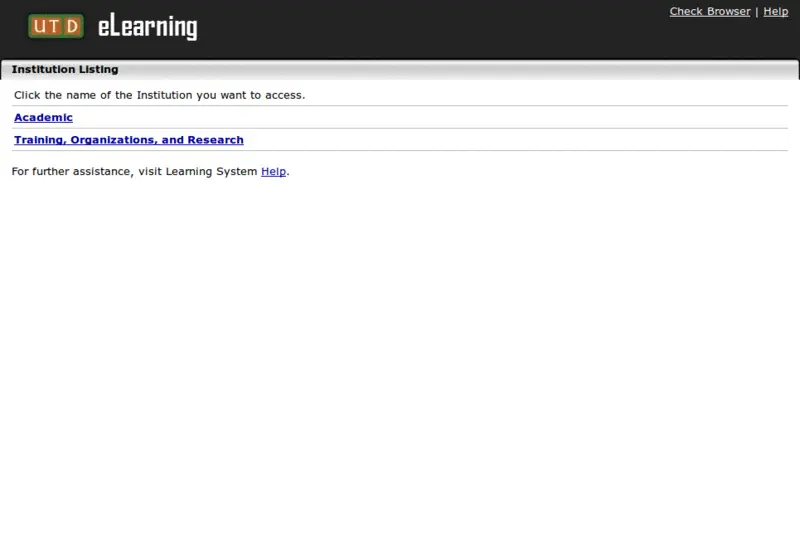 UTD eLearning
Check Browser | Help
Institution Listing
Click the name of the Institution you want to access.
Academic
Training, Organizations, and Research
For further assistance, visit Learning System Help.